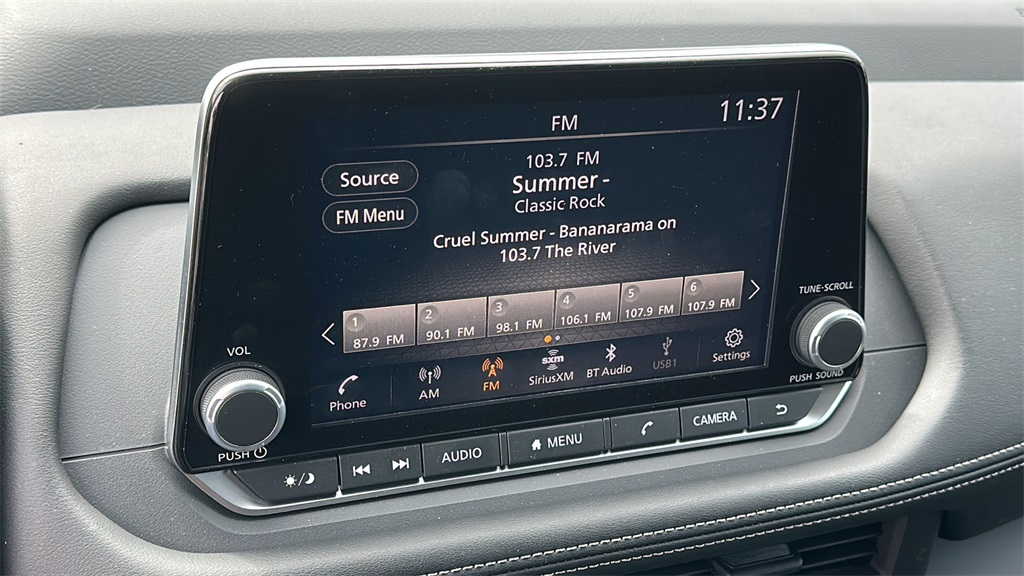 11:37
FM
103.7 FM
Summer -
Classic Rock
Source
FM Menu
Cruel Summer - Bananarama on
103.7 The River
1 87.9 FM
2 90.1 FM
3 98.1 FM
4 106.1 FM
5 107.9 FM
6 107.9 FM
Phone
AM
FM
sxm
SiriusXM
BT Audio
USB1
Settings
VOL
PUSH
TUNE·SCROLL
PUSH SOUND
AUDIO
MENU
CAMERA